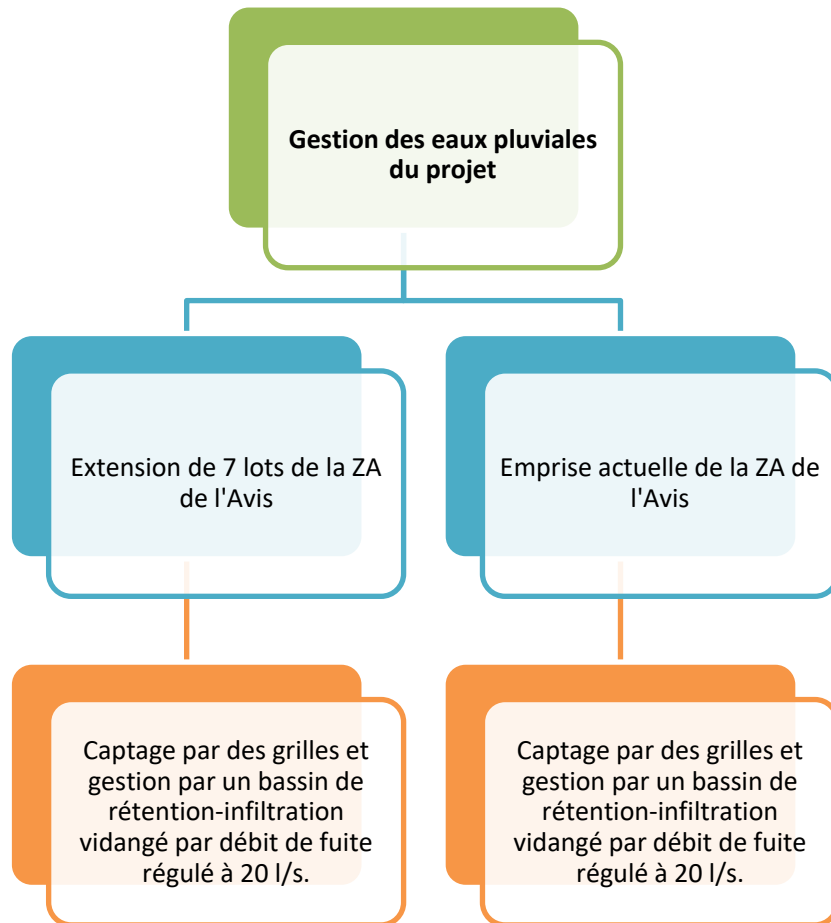 Gestion des eaux pluviales
du projet
Extension de 7 lots de la ZA
de l'Avis
Emprise actuelle de la ZA de
l'Avis
Captage par des grilles et
gestion par un bassin de
rétention-infiltration
vidangé par débit de fuite
régulé à 20 l/s.
Captage par des grilles et
gestion par un bassin de
rétention-infiltration
vidangé par débit de fuite
régulé à 20 l/s.